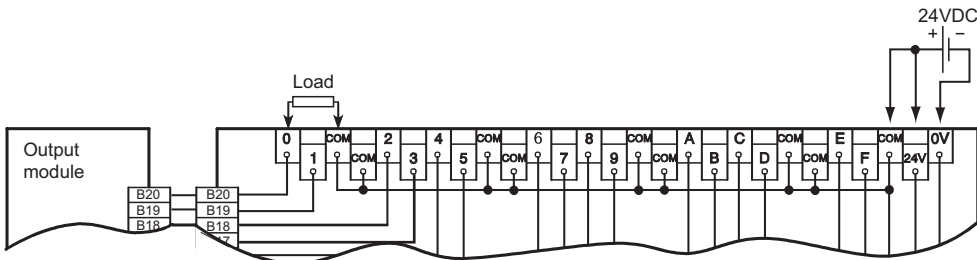 24VDC
+ −
Load
0 COM 2 4 COM 6 8 COM A C COM E COM 0V
1 COM 3 5 COM 7 9 COM B D COM F 24V
Output
module
B20 B20
B19 B19
B18 B18